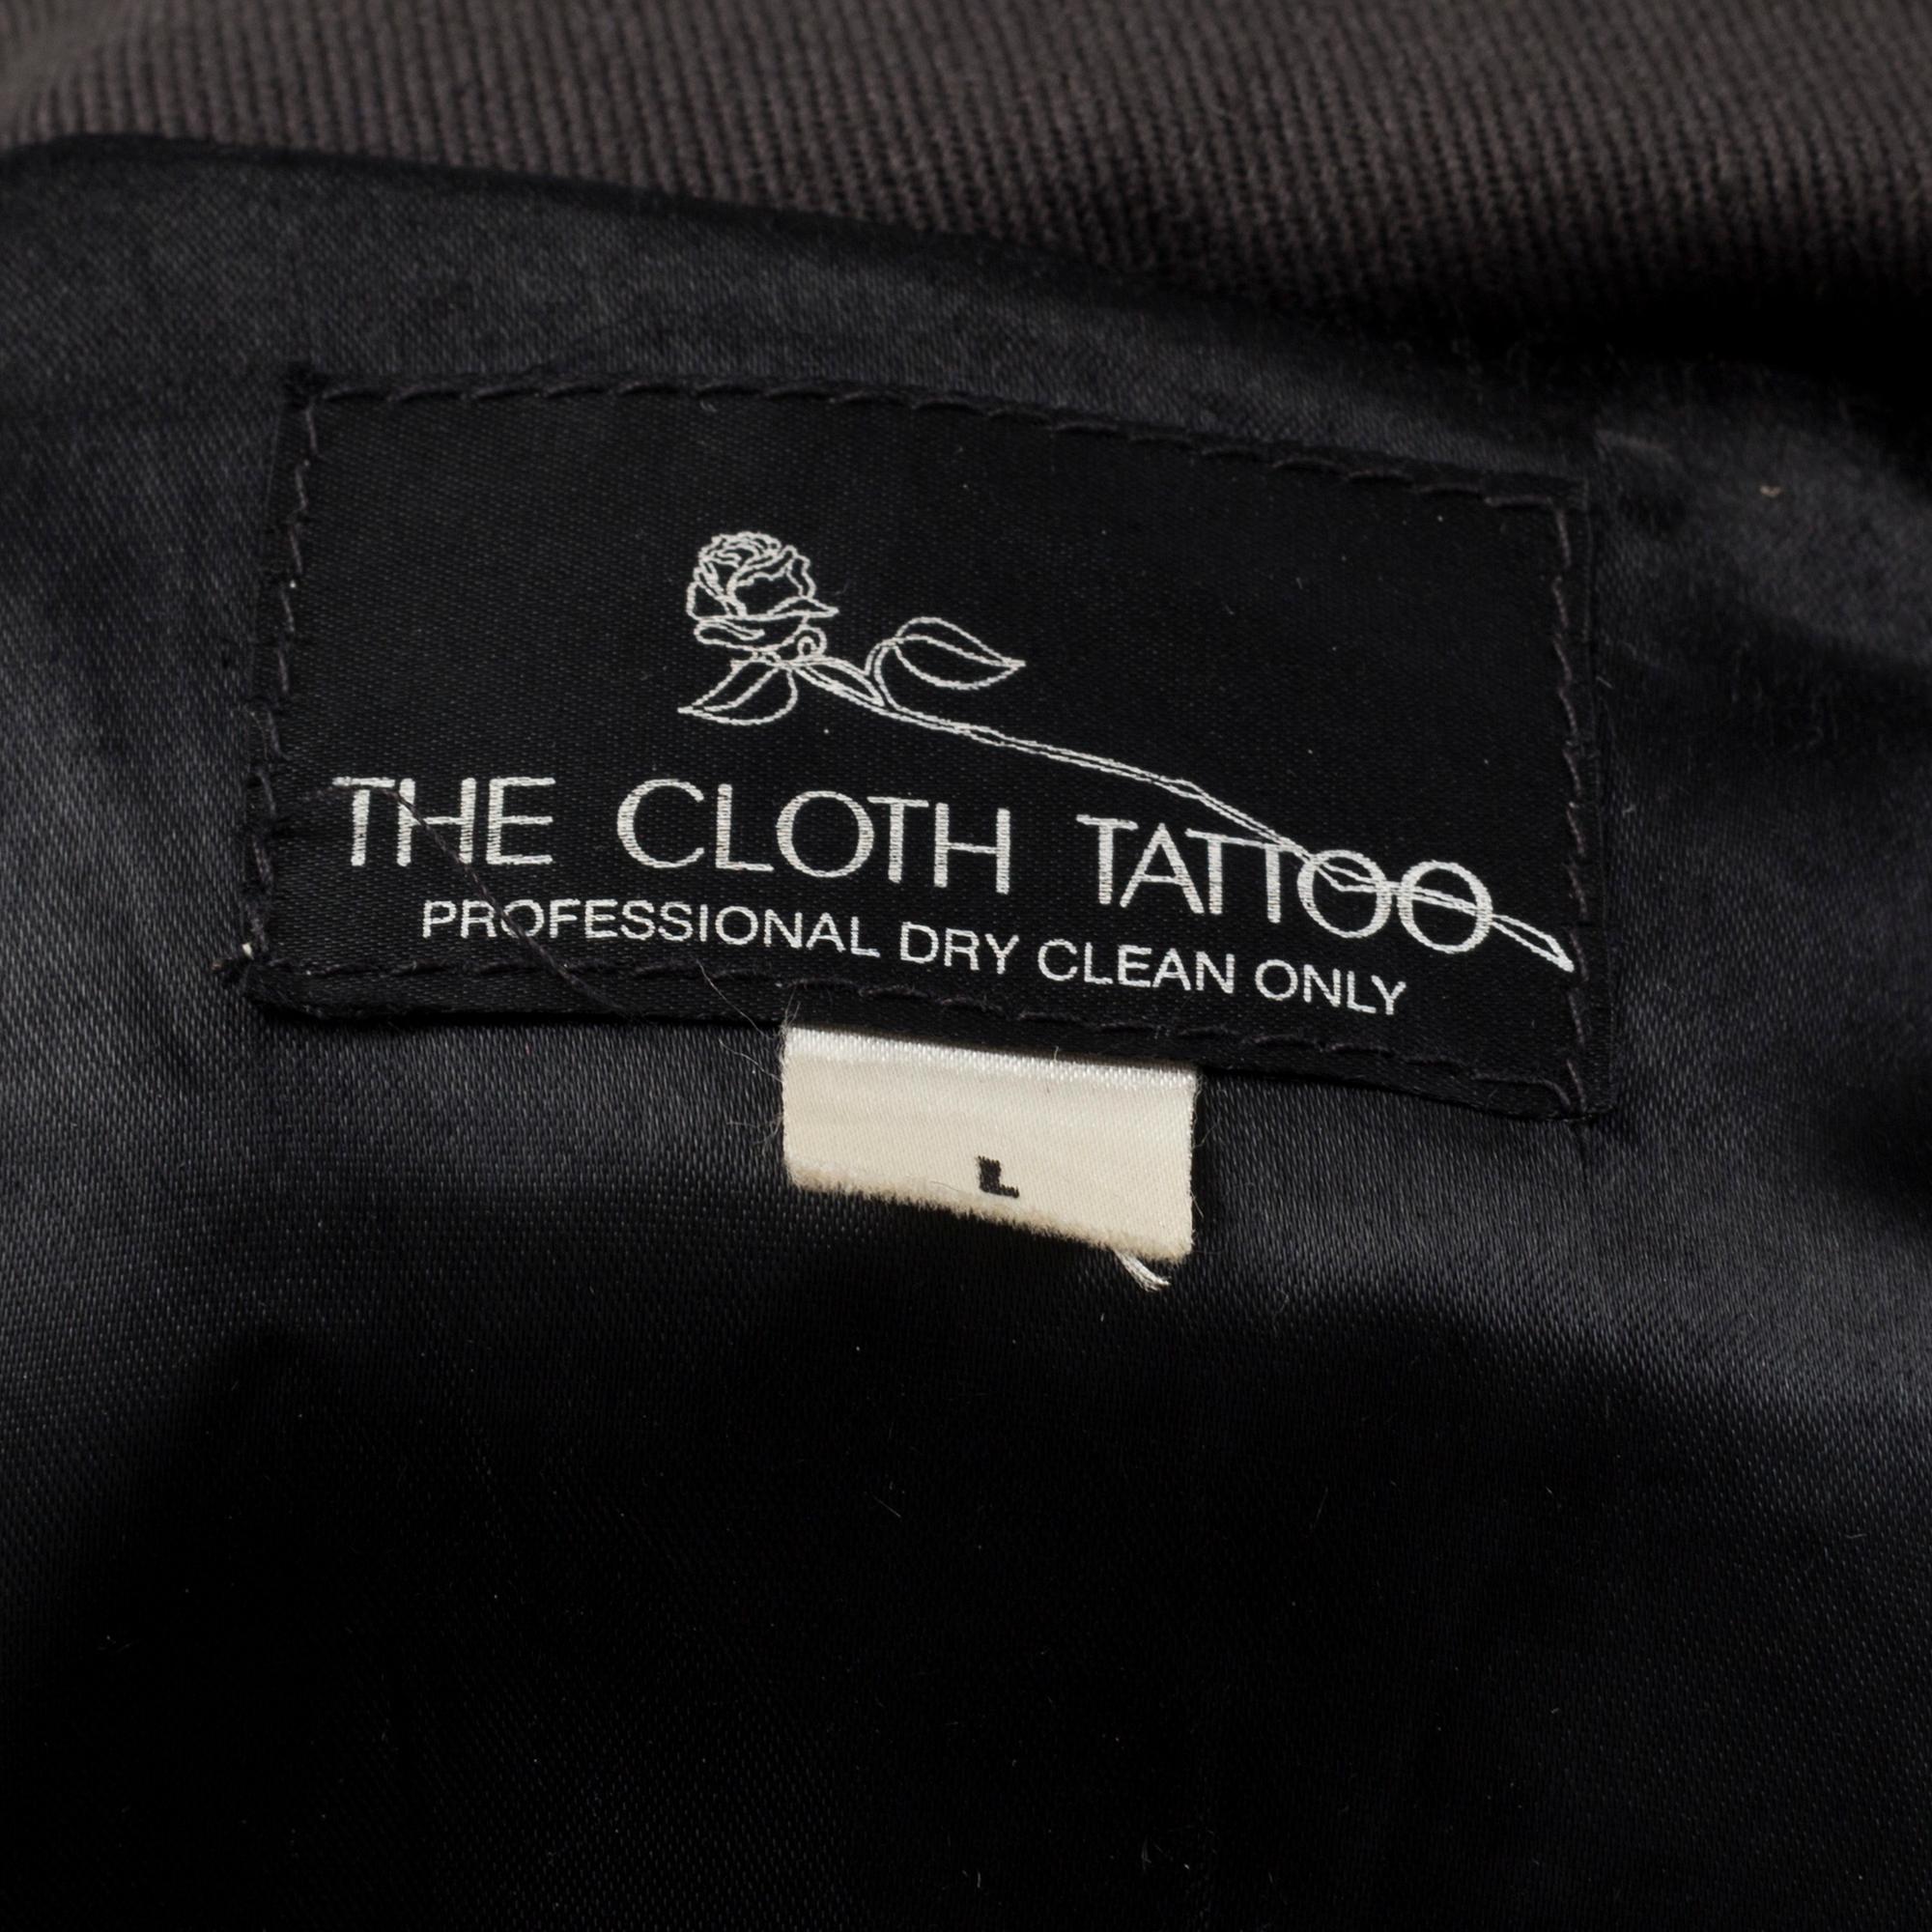 THE CLOTH TATTOO
PROFESSIONAL DRY CLEAN ONLY
L